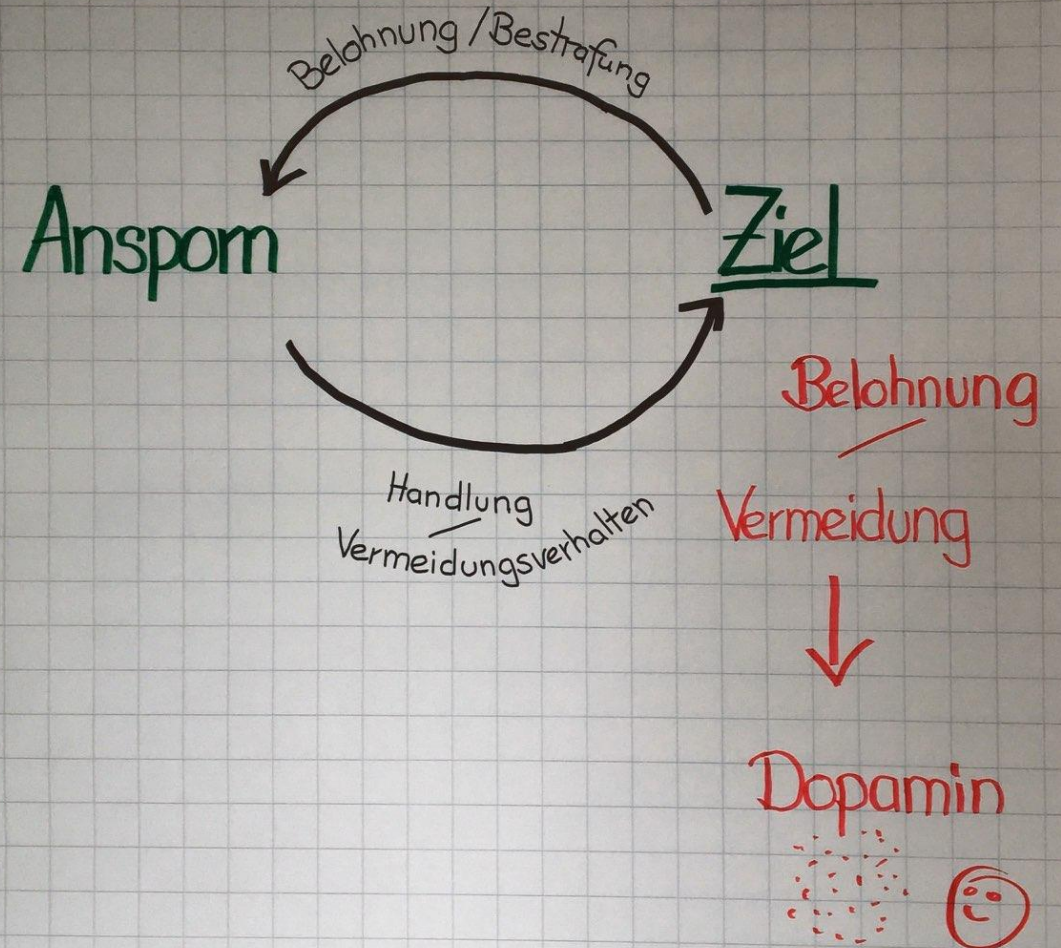 Belohnung / Bestrafung
Ansporn
Ziel
Belohnung
/
Vermeidung
Handlung
/
Vermeidungsverhalten
Dopamin